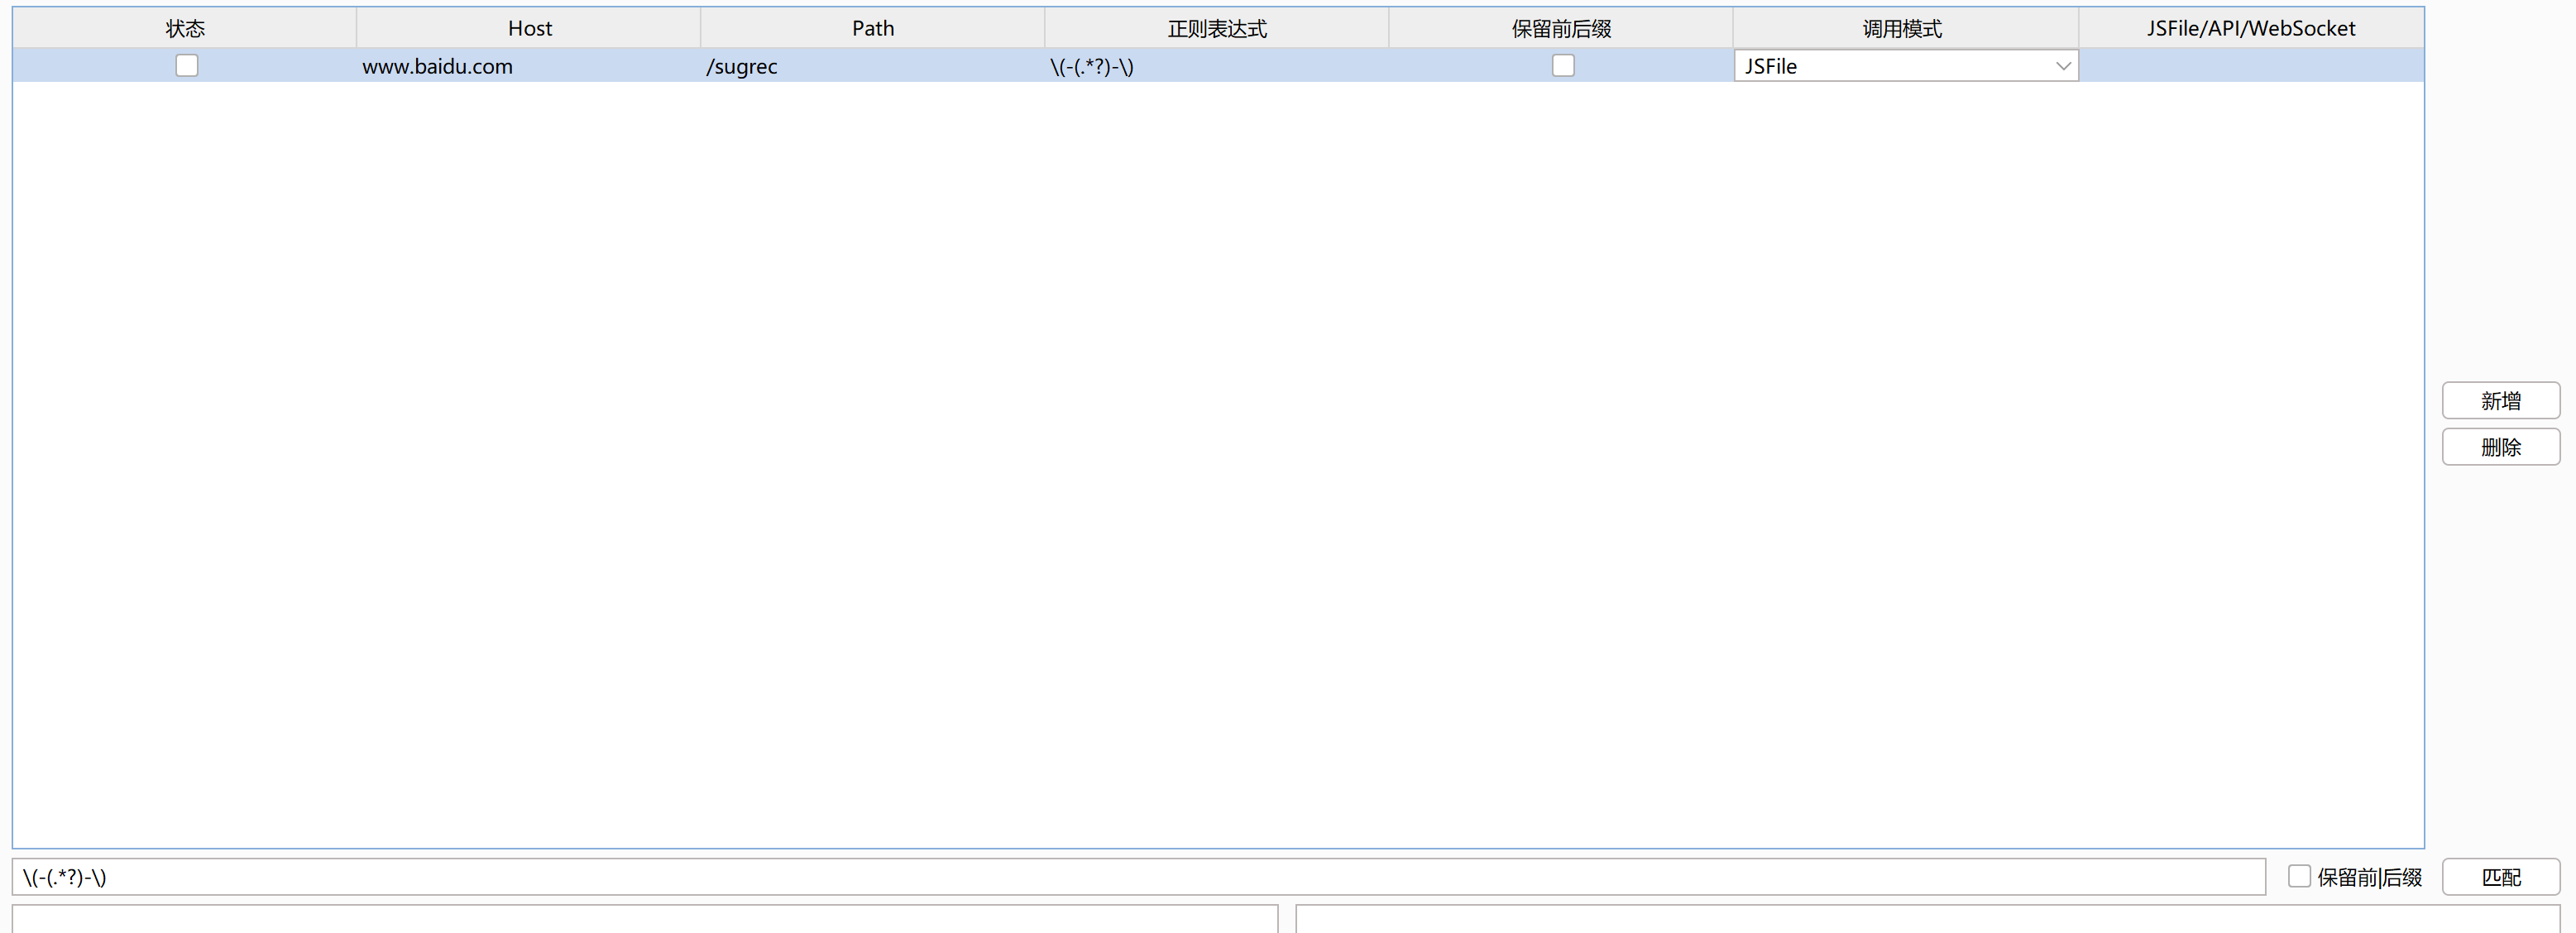 状态 Host Path 正则表达式 保留前后缀 调用模式 JSFile/API/WebSocket
www.baidu.com /sugrec \(-(.*?)-\) JSFile
新增
删除
\(-(.*?)-\) 保留前|后缀 匹配